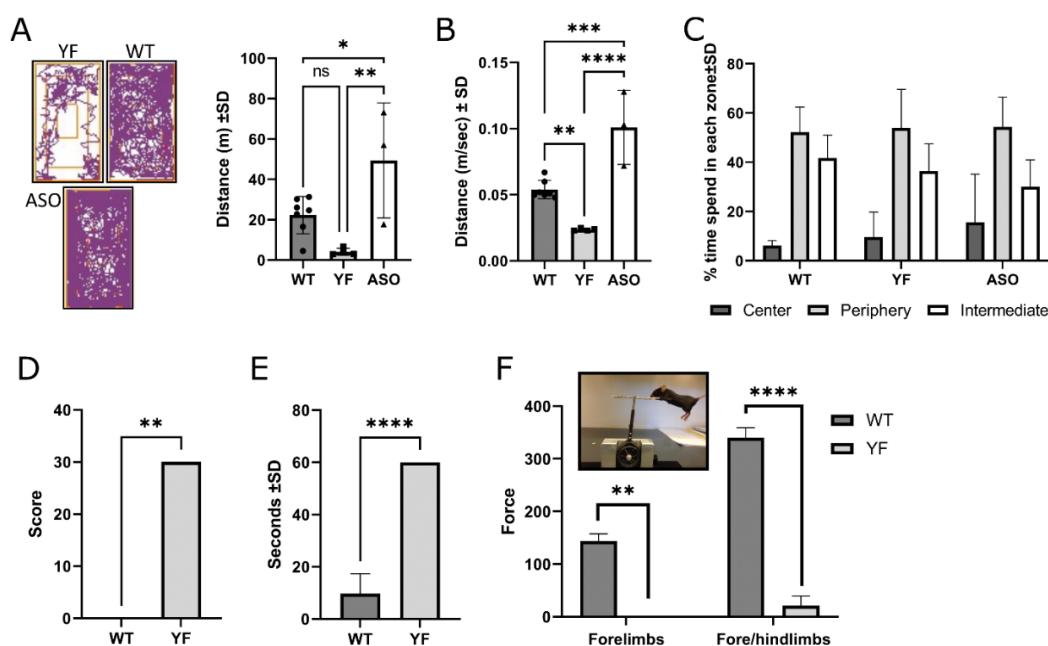 A
YF
WT
ASO
Distance (m) ±SD
100
80
60
40
20
0
*
ns
**
WT
YF
ASO
B
Distance (m/sec) ± SD
0.15
0.10
0.05
0.00
***
****
**
WT
YF
ASO
C
% time spend in each zone±SD
80
60
40
20
0
WT
YF
ASO
Center
Periphery
Intermediate
D
Score
40
30
20
10
0
**
WT
YF
E
Seconds ±SD
80
60
40
20
0
****
WT
YF
F
Force
400
300
200
100
0
**
****
Forelimbs
Fore/hindlimbs
WT
YF